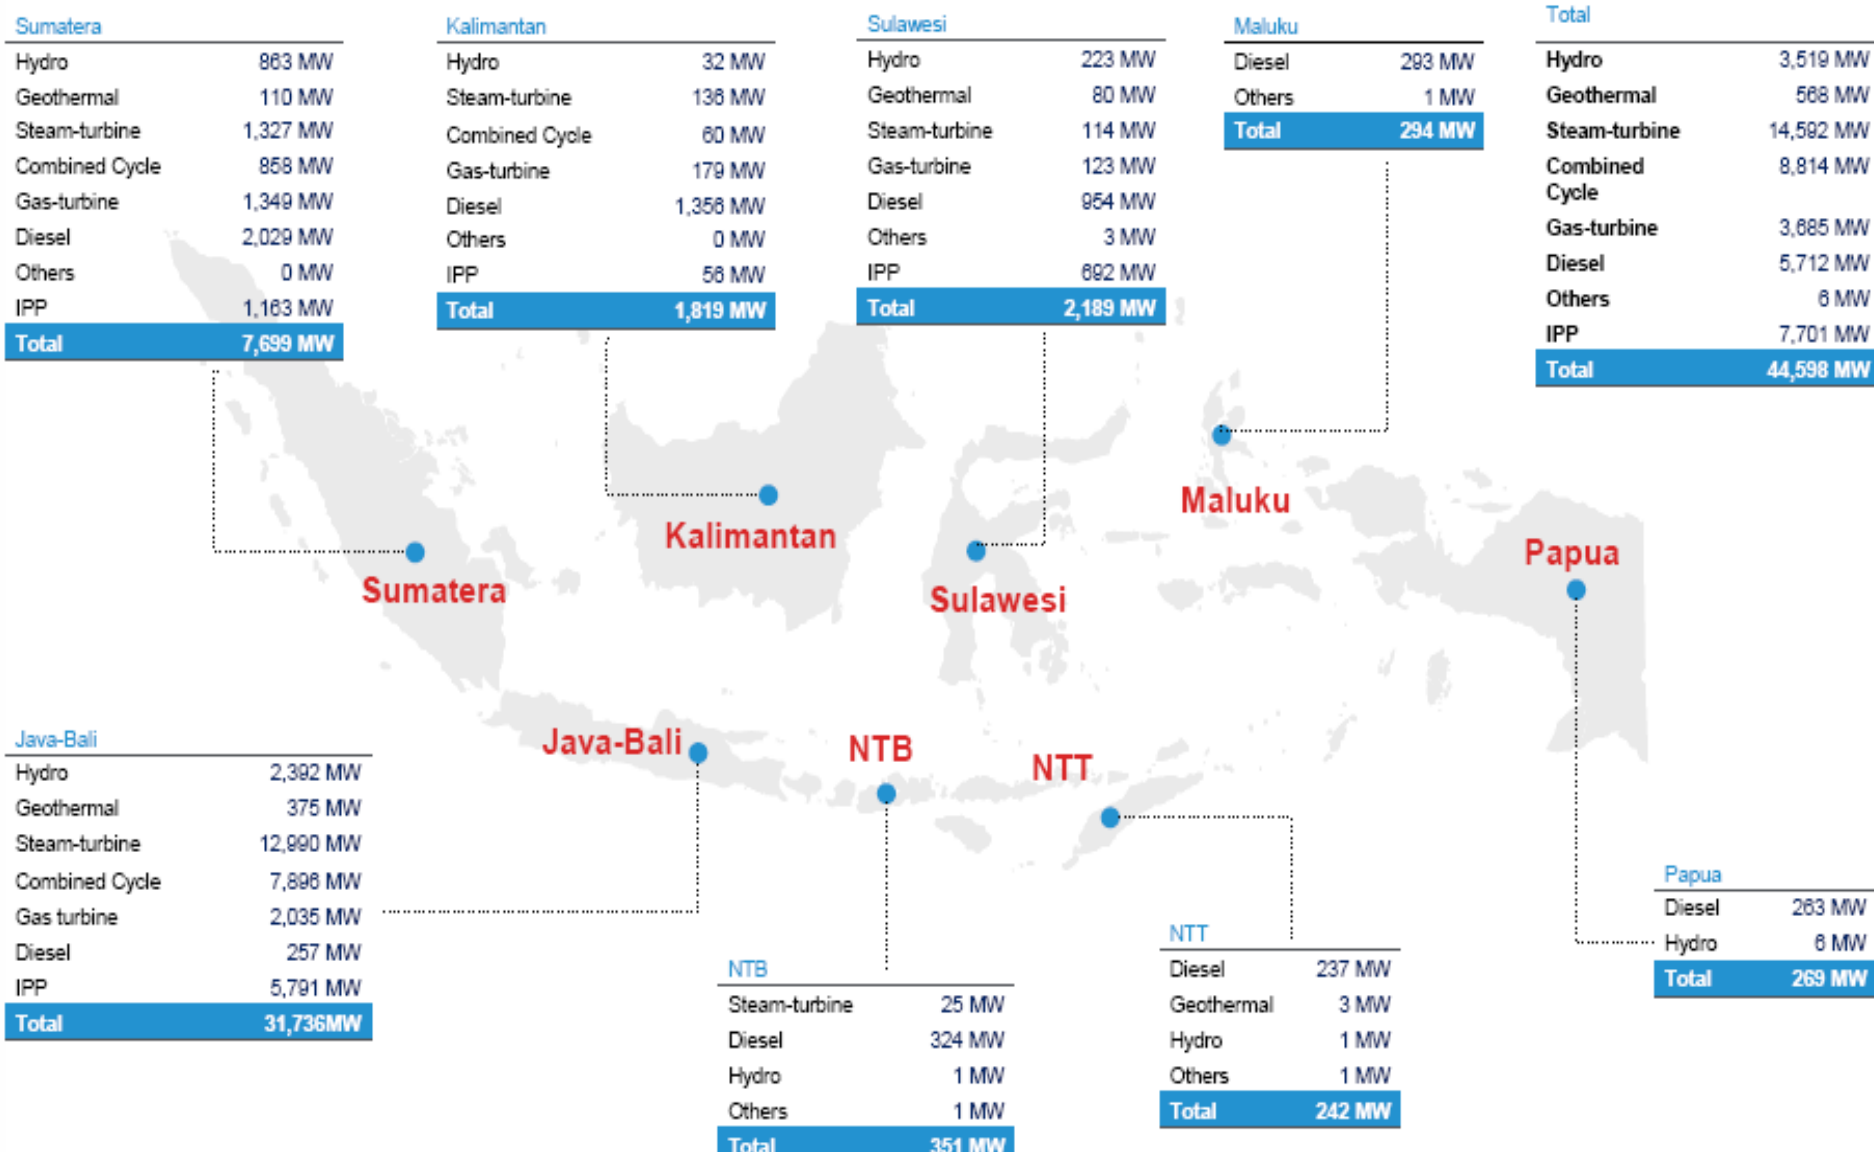 Sumatera
Hydro 863 MW
Geothermal 110 MW
Steam-turbine 1,327 MW
Combined Cycle 858 MW
Gas-turbine 1,349 MW
Diesel 2,029 MW
Others 0 MW
IPP 1,163 MW
Total 7,699 MW
Kalimantan
Hydro 32 MW
Steam-turbine 136 MW
Combined Cycle 60 MW
Gas-turbine 179 MW
Diesel 1,356 MW
Others 0 MW
IPP 56 MW
Total 1,819 MW
Sulawesi
Hydro 223 MW
Geothermal 80 MW
Steam-turbine 114 MW
Gas-turbine 123 MW
Diesel 954 MW
Others 3 MW
IPP 692 MW
Total 2,189 MW
Maluku
Diesel 293 MW
Others 1 MW
Total 294 MW
Total
Hydro 3,519 MW
Geothermal 568 MW
Steam-turbine 14,592 MW
Combined 8,814 MW
Cycle
Gas-turbine 3,685 MW
Diesel 5,712 MW
Others 6 MW
IPP 7,701 MW
Total 44,598 MW
Maluku
Kalimantan
Papua
Sumatera
Sulawesi
Java-Bali
NTB
NTT
Java-Bali
Hydro 2,392 MW
Geothermal 375 MW
Steam-turbine 12,990 MW
Combined Cycle 7,896 MW
Gas turbine 2,035 MW
Diesel 257 MW
IPP 5,791 MW
Total 31,736MW
NTB
Steam-turbine 25 MW
Diesel 324 MW
Hydro 1 MW
Others 1 MW
Total 351 MW
NTT
Diesel 237 MW
Geothermal 3 MW
Hydro 1 MW
Others 1 MW
Total 242 MW
Papua
Diesel 263 MW
Hydro 6 MW
Total 269 MW